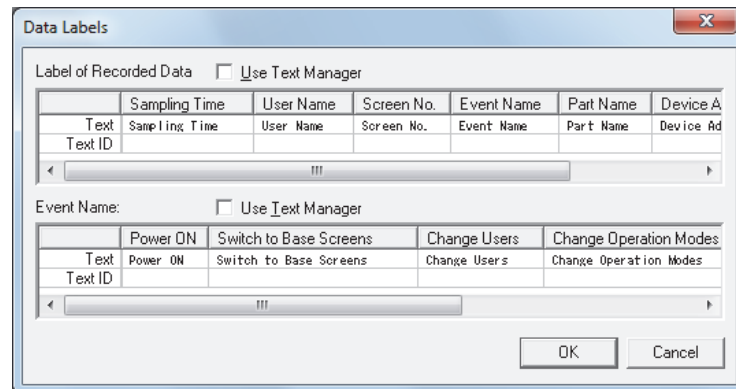 Data Labels
Label of Recorded Data Use Text Manager
Sampling Time User Name Screen No. Event Name Part Name Device A
Text Sampling Time User Name Screen No. Event Name Part Name Device Ad
Text ID
Event Name: Use Text Manager
Power ON Switch to Base Screens Change Users Change Operation Modes
Text Power ON Switch to Base Screens Change Users Change Operation Modes
Text ID
OK Cancel